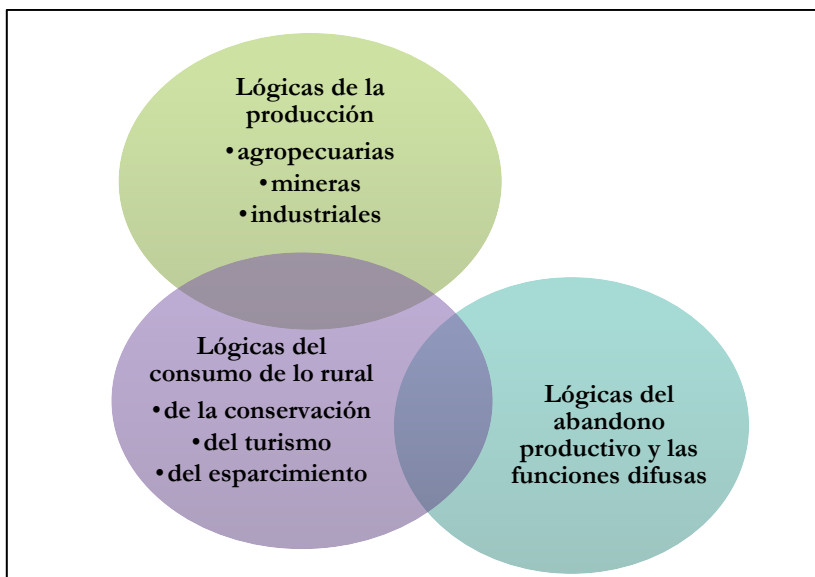 Lógicas de la
producción
•agropecuarias
•mineras
•industriales
Lógicas del
consumo de lo rural
•de la conservación
•del turismo
•del esparcimiento
Lógicas del
abandono
productivo y las
funciones difusas